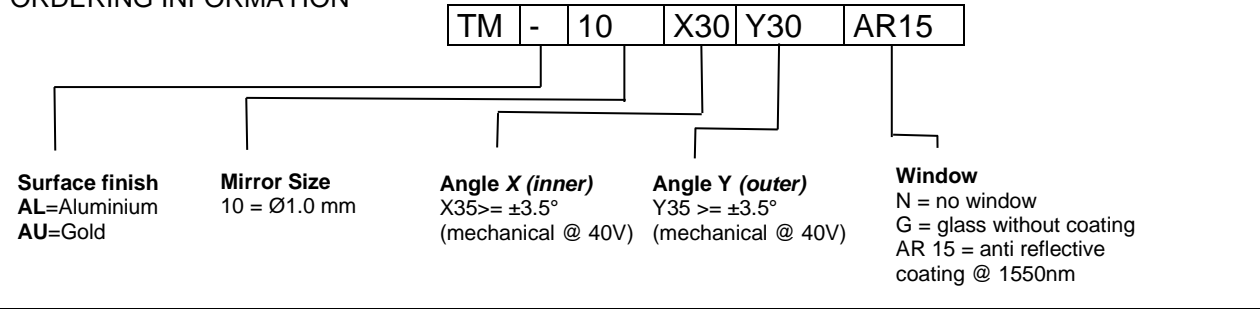 ORDERING INFORMATION
TM - 10 X30 Y30 AR15
Surface finish
AL=Aluminium
AU=Gold
Mirror Size
10 = Ø1.0 mm
Angle X (inner)
X35>= ±3.5°
(mechanical @ 40V)
Angle Y (outer)
Y35 >= ±3.5°
(mechanical @ 40V)
Window
N = no window
G = glass without coating
AR 15 = anti reflective
coating @ 1550nm